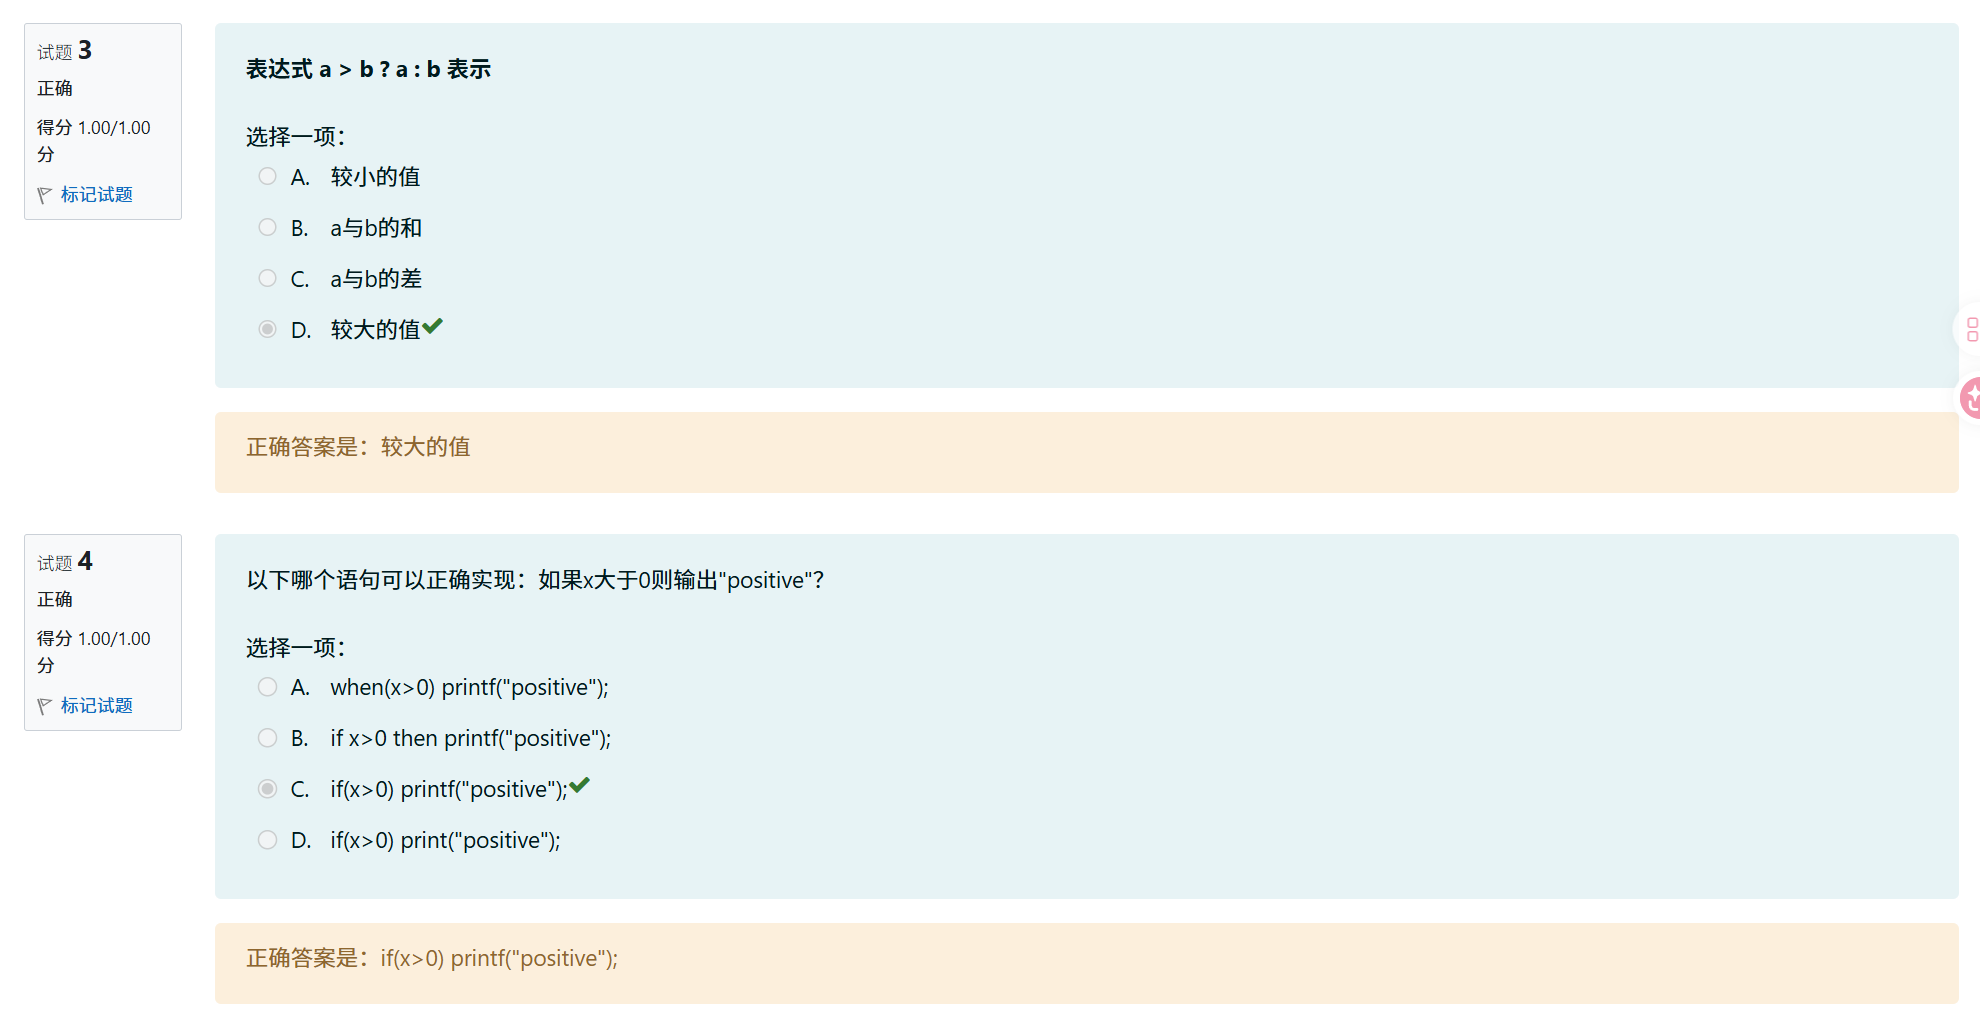 试题 3
正确
得分 1.00/1.00
分
标记试题
表达式 a > b ? a : b 表示
选择一项：
A. 较小的值
B. a与b的和
C. a与b的差
D. 较大的值
正确答案是：较大的值
试题 4
正确
得分 1.00/1.00
分
标记试题
以下哪个语句可以正确实现：如果x大于0则输出"positive"？
选择一项：
A. when(x>0) printf("positive");
B. if x>0 then printf("positive");
C. if(x>0) printf("positive");
D. if(x>0) print("positive");
正确答案是：if(x>0) printf("positive");